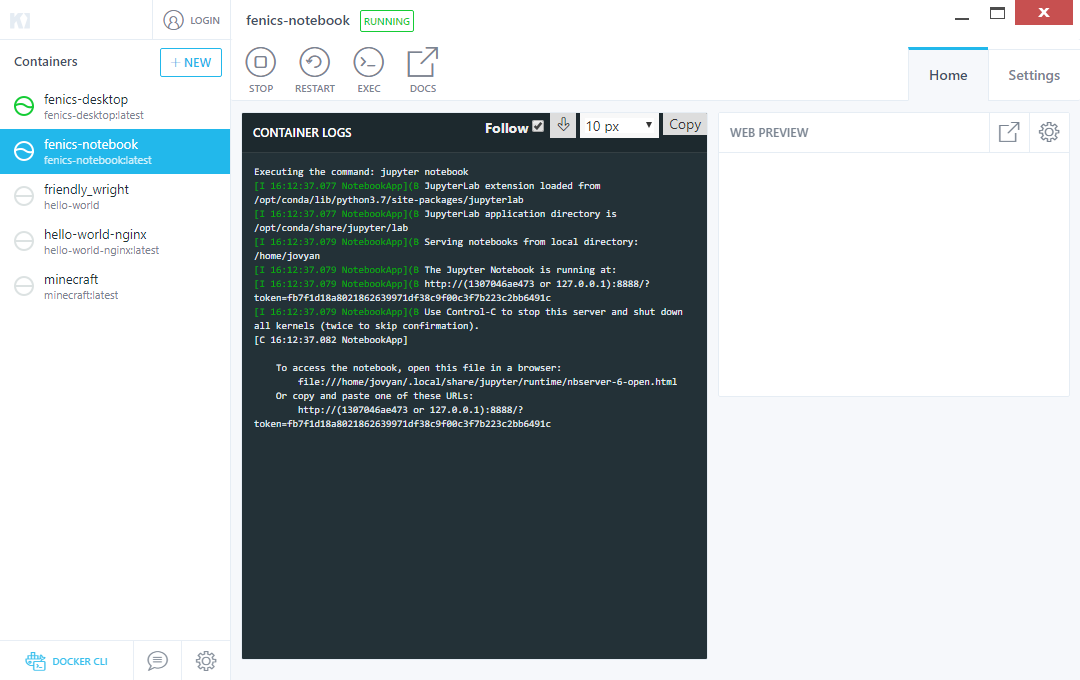 LOGIN
fenics-notebook RUNNING
Containers
+ NEW
STOP RESTART EXEC DOCS
Home Settings
fenics-desktop
fenics-desktop:latest
fenics-notebook
fenics-notebook:latest
friendly_wright
hello-world
hello-world-nginx
hello-world-nginx:latest
minecraft
minecraft:latest
DOCKER CLI
CONTAINER LOGS Follow 10 px Copy
Executing the command: jupyter notebook
[I 16:12:37.077 NotebookApp](B JupyterLab extension loaded from
/opt/conda/lib/python3.7/site-packages/jupyterlab
[I 16:12:37.077 NotebookApp](B JupyterLab application directory is
/opt/conda/share/jupyter/lab
[I 16:12:37.079 NotebookApp](B Serving notebooks from local directory:
/home/jovyan
[I 16:12:37.079 NotebookApp](B The Jupyter Notebook is running at:
[I 16:12:37.079 NotebookApp](B http://(1307046ae473 or 127.0.0.1):8888/?
token=fb7f1d18a8021862639971df38c9f00c3f7b223c2bb6491c
[I 16:12:37.079 NotebookApp](B Use Control-C to stop this server and shut down
all kernels (twice to skip confirmation).
[C 16:12:37.082 NotebookApp]
To access the notebook, open this file in a browser:
file:///home/jovyan/.local/share/jupyter/runtime/nbserver-6-open.html
Or copy and paste one of these URLs:
http://(1307046ae473 or 127.0.0.1):8888/?
token=fb7f1d18a8021862639971df38c9f00c3f7b223c2bb6491c
WEB PREVIEW